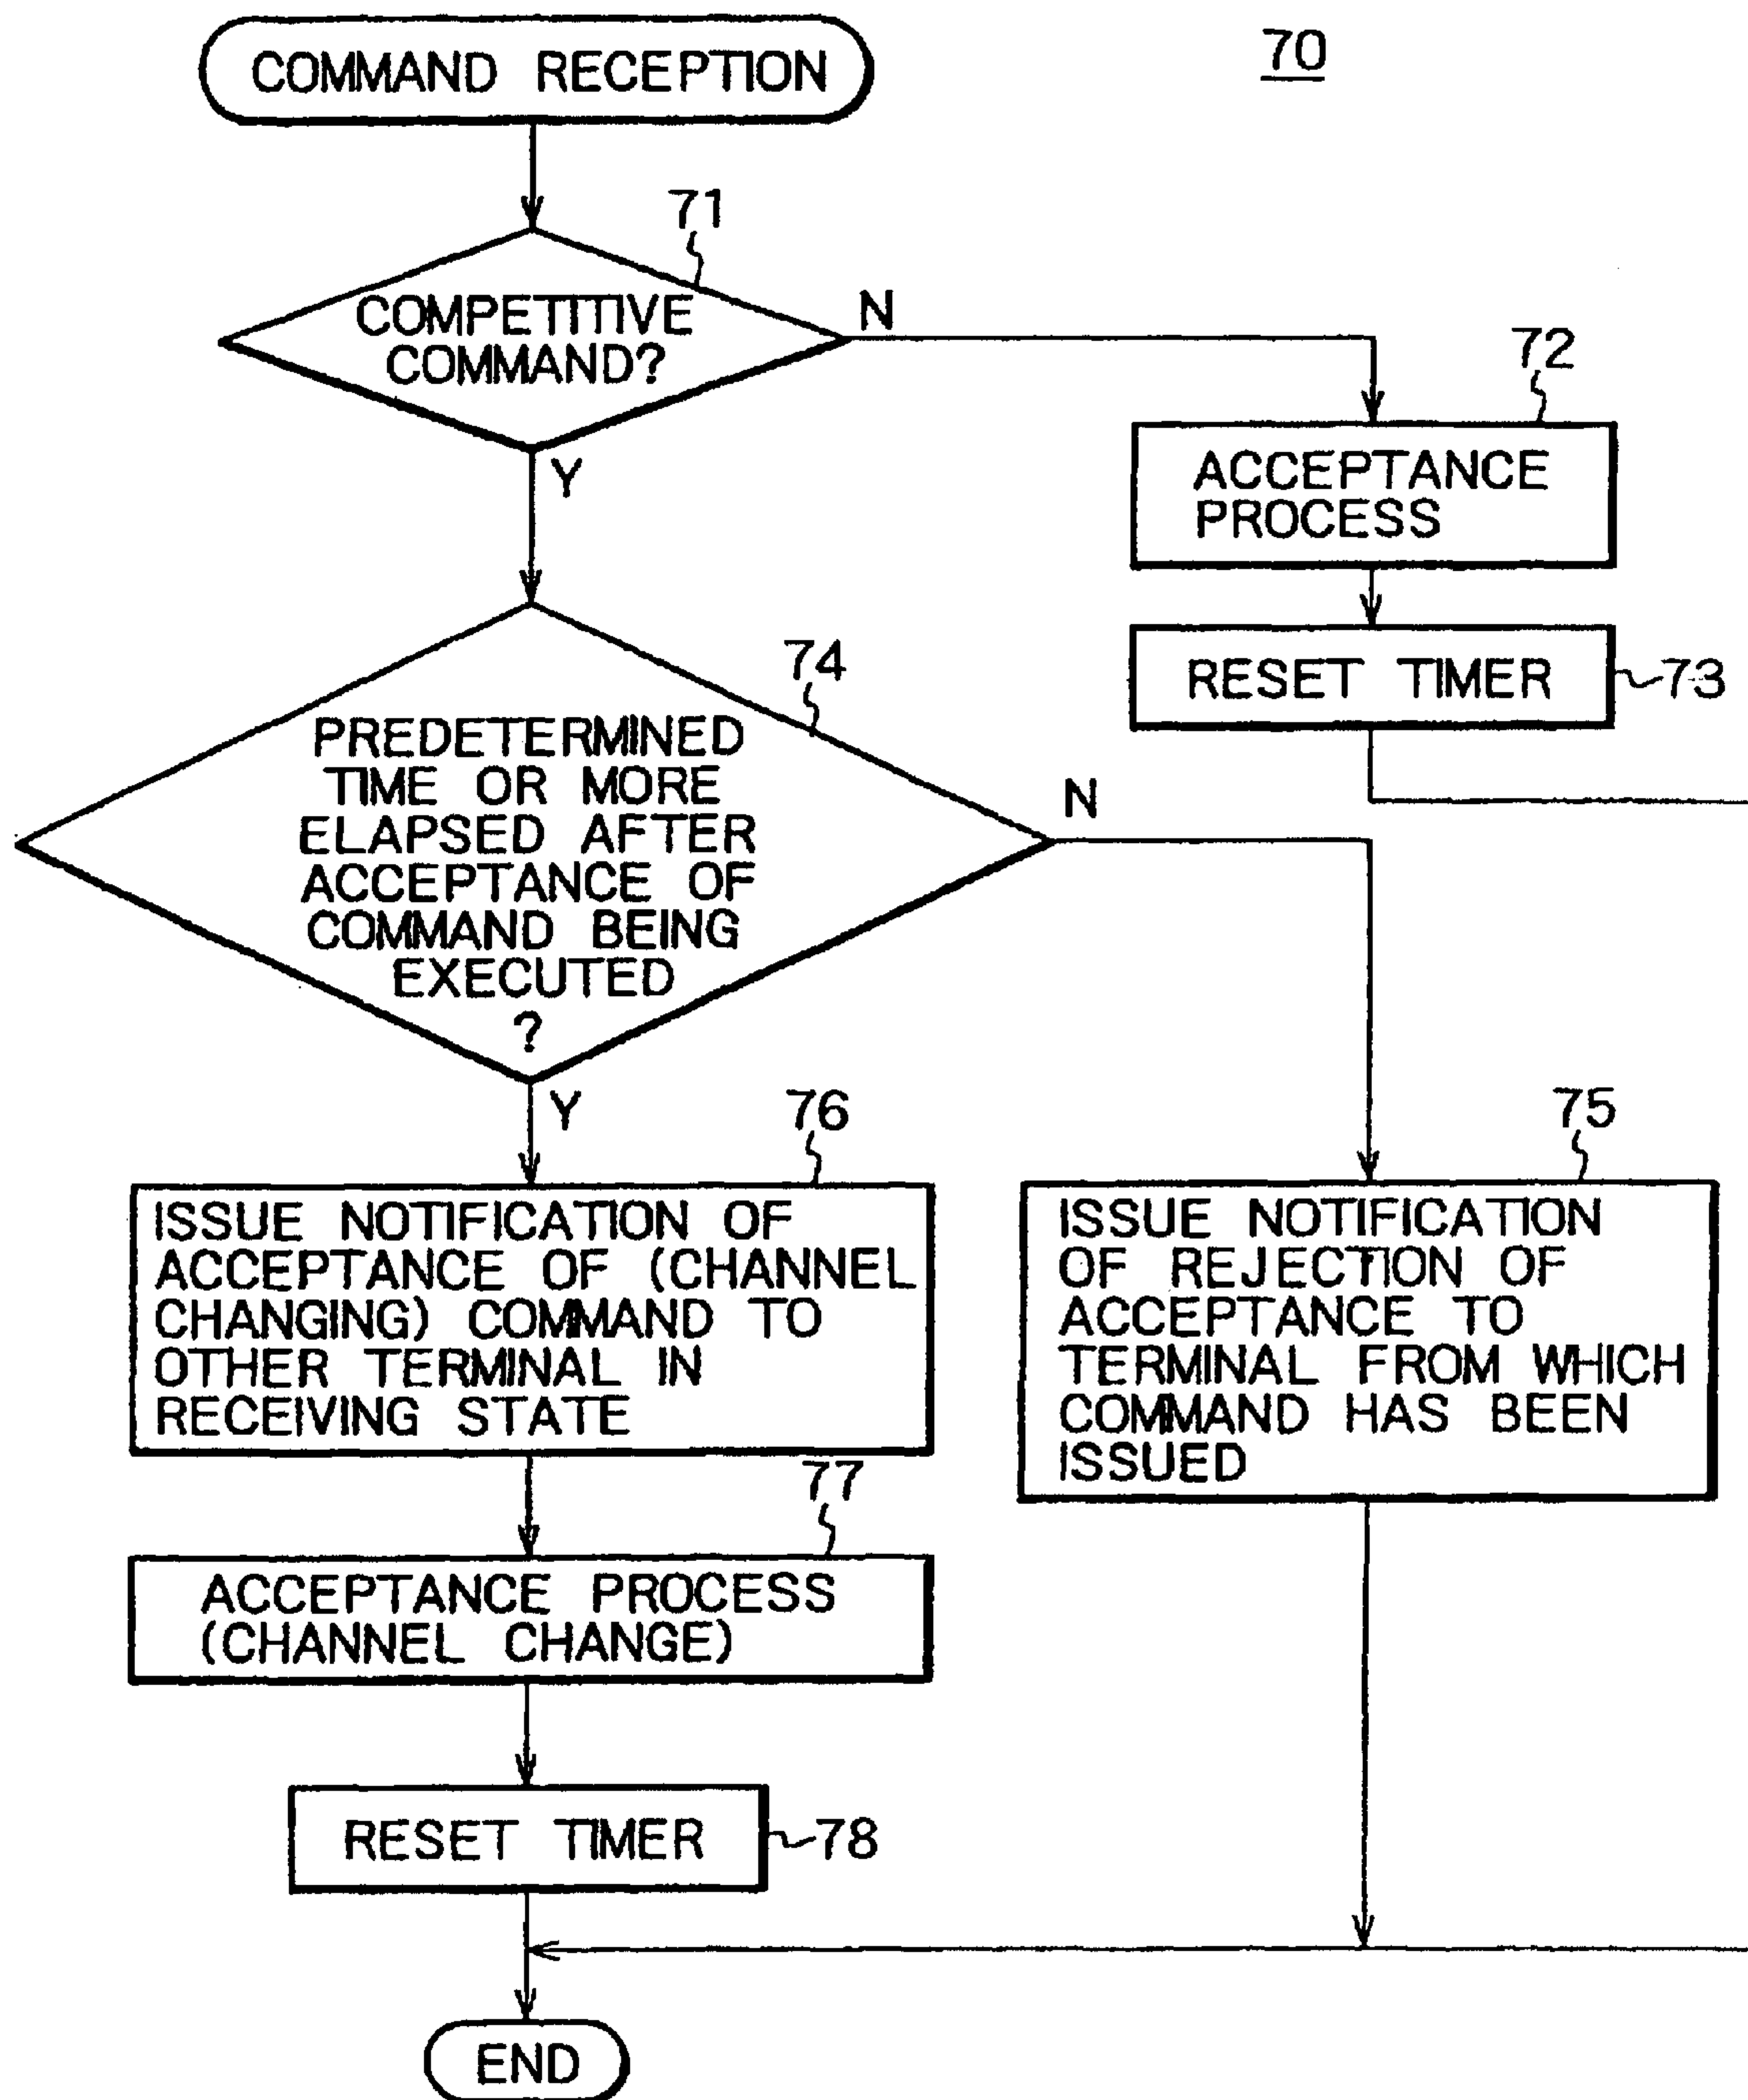 COMMAND RECEPTION
70
71
COMPETITIVE
COMMAND?
N
Y
72
ACCEPTANCE
PROCESS
RESET TIMER
73
74
PREDETERMINED
TIME OR MORE
ELAPSED AFTER
ACCEPTANCE OF
COMMAND BEING
EXECUTED
?
N
Y
76
ISSUE NOTIFICATION OF
ACCEPTANCE OF (CHANNEL
CHANGING) COMMAND TO
OTHER TERMINAL IN
RECEIVING STATE
75
ISSUE NOTIFICATION
OF REJECTION OF
ACCEPTANCE TO
TERMINAL FROM WHICH
COMMAND HAS BEEN
ISSUED
77
ACCEPTANCE PROCESS
(CHANNEL CHANGE)
RESET TIMER
78
END